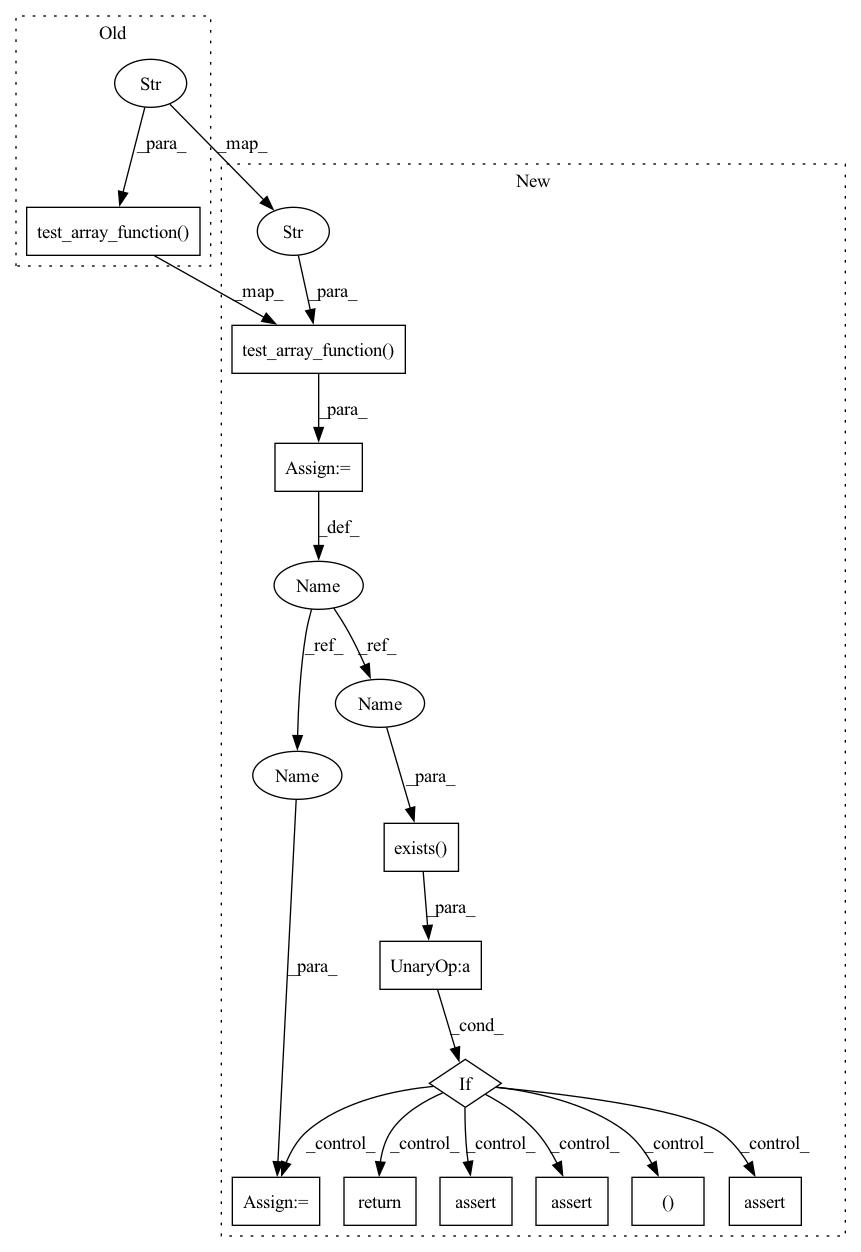 Old
Str
_para_
_map_
New
test_array_function()
Str
_map_
_para_
test_array_function()
_para_
Assign:=
_def_
Name
_ref_
_ref_
Name
Name
_para_
exists()
_para_
_para_
UnaryOp:a
_cond_
If
_control_
_control_
_control_
_control_
_control_
_control_
Assign:=
return
assert
assert
()
assert